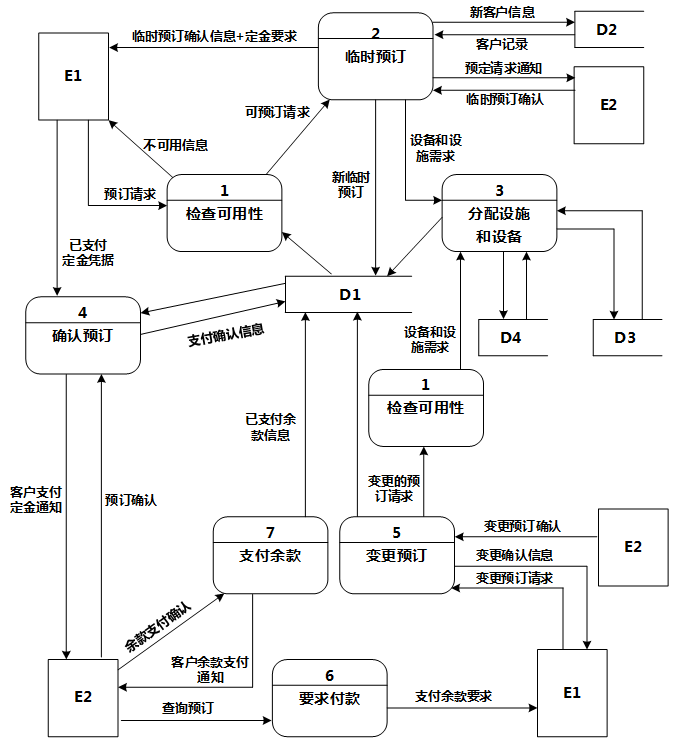 新客户信息
2
D2
临时预订确认信息+定金要求
客户记录
临时预订
预定请求通知
E1
E2
临时预订确认
可预订请求
不可用信息
设备和设
施需求
新临时
预订
1
3
预订请求
检查可用性
分配设施
和设备
已支付
定金凭据
D1
4
确认预订
支付确认信息
设备和设
施需求
D4
D3
1
检查可用性
已支付余
款信息
客户支付
定金通知
预订确认
变更的预
订请求
7
支付余款
5
变更预订
变更预订确认
E2
变更确认信息
变更预订请求
余款支付确认
客户余款支付
通知
E2
6
要求付款
支付余款要求
E1
查询预订